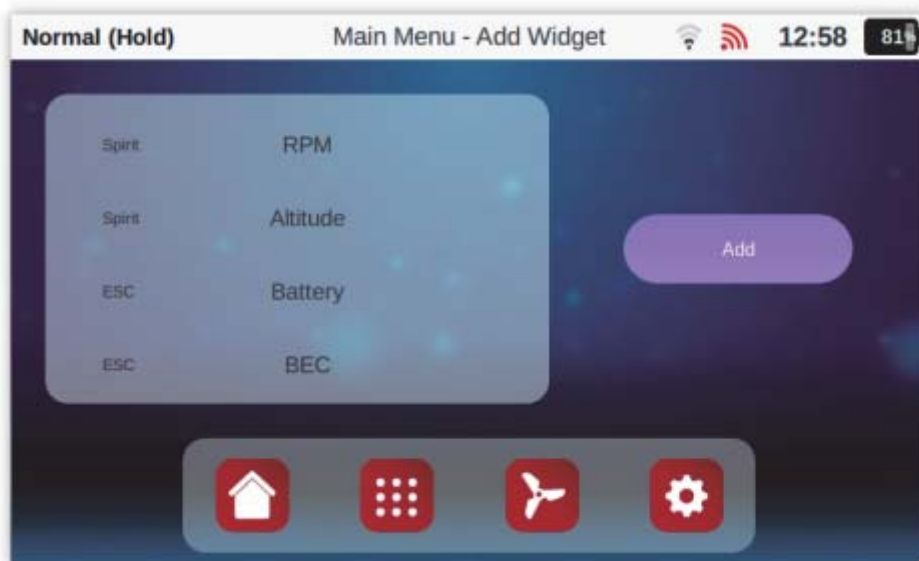 Normal (Hold) Main Menu - Add Widget 12:58 81%
Spirit RPM
Spirit Altitude
Add
ESC Battery
ESC BEC